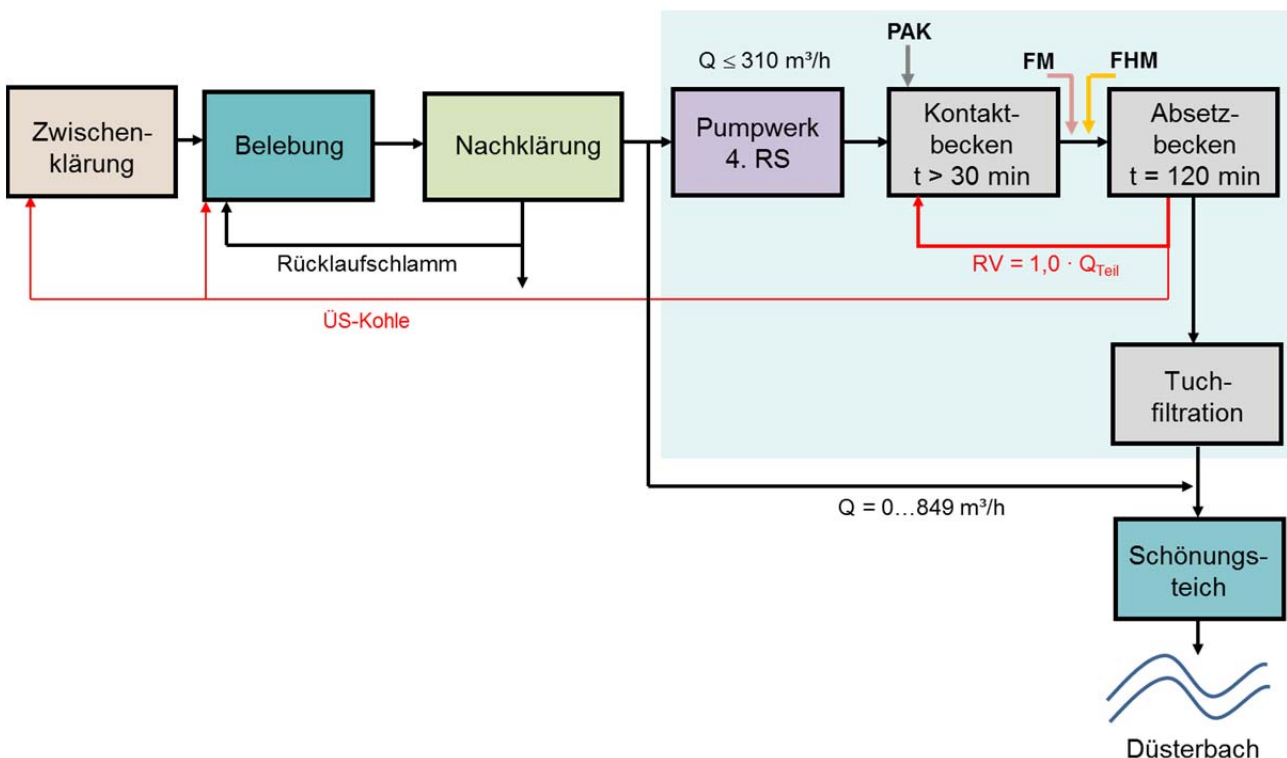 PAK
Q ≤ 310 m³/h
FM
FHM
Zwischen-
klärung
Belebung
Nachklärung
Pumpwerk
4. RS
Kontakt-
becken
t > 30 min
Absetz-
becken
t = 120 min
Rücklaufschlamm
RV = 1,0 · QTeil
ÜS-Kohle
Tuch-
filtration
Q = 0…849 m³/h
Schönungs-
teich
Düsterbach